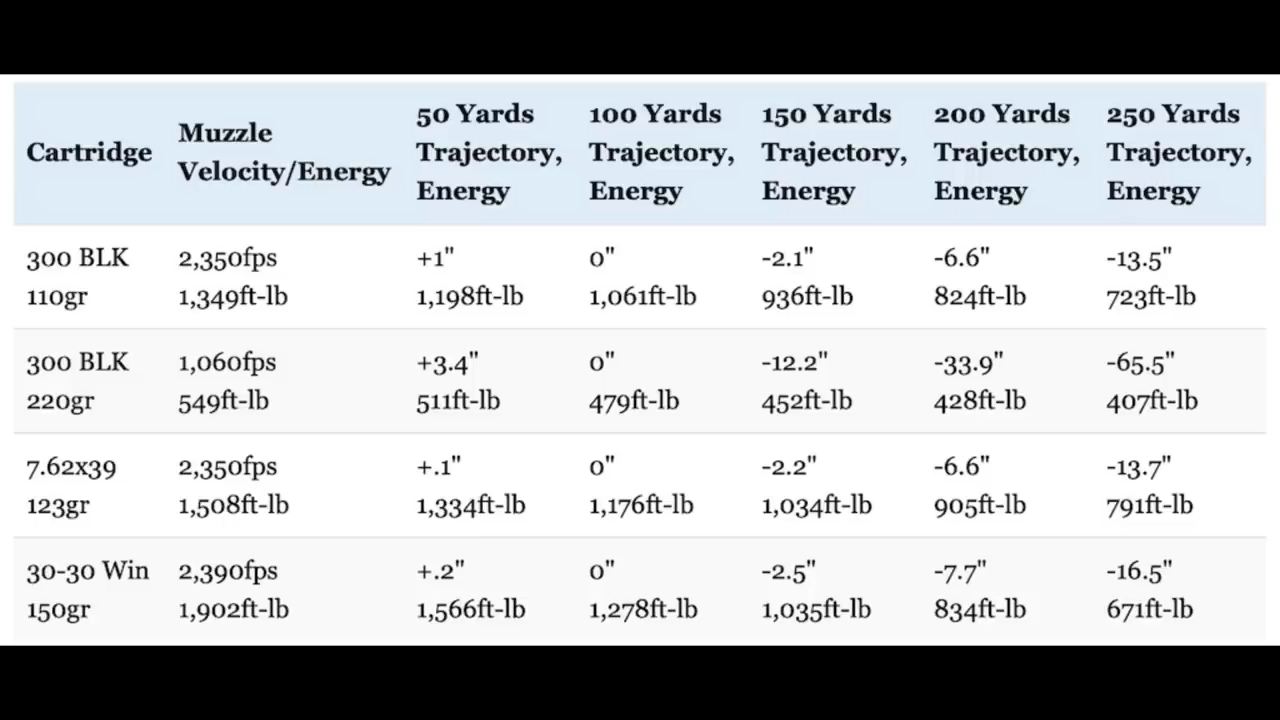 Cartridge
Muzzle
Velocity/Energy
50 Yards
Trajectory,
Energy
100 Yards
Trajectory,
Energy
150 Yards
Trajectory,
Energy
200 Yards
Trajectory,
Energy
250 Yards
Trajectory,
Energy
300 BLK
110gr
2,350fps
1,349ft-lb
+1"
1,198ft-lb
0"
1,061ft-lb
-2.1"
936ft-lb
-6.6"
824ft-lb
-13.5"
723ft-lb
300 BLK
220gr
1,060fps
549ft-lb
+3.4"
511ft-lb
0"
479ft-lb
-12.2"
452ft-lb
-33.9"
428ft-lb
-65.5"
407ft-lb
7.62x39
123gr
2,350fps
1,508ft-lb
+.1"
1,334ft-lb
0"
1,176ft-lb
-2.2"
1,034ft-lb
-6.6"
905ft-lb
-13.7"
791ft-lb
30-30 Win
150gr
2,390fps
1,902ft-lb
+.2"
1,566ft-lb
0"
1,278ft-lb
-2.5"
1,035ft-lb
-7.7"
834ft-lb
-16.5"
671ft-lb